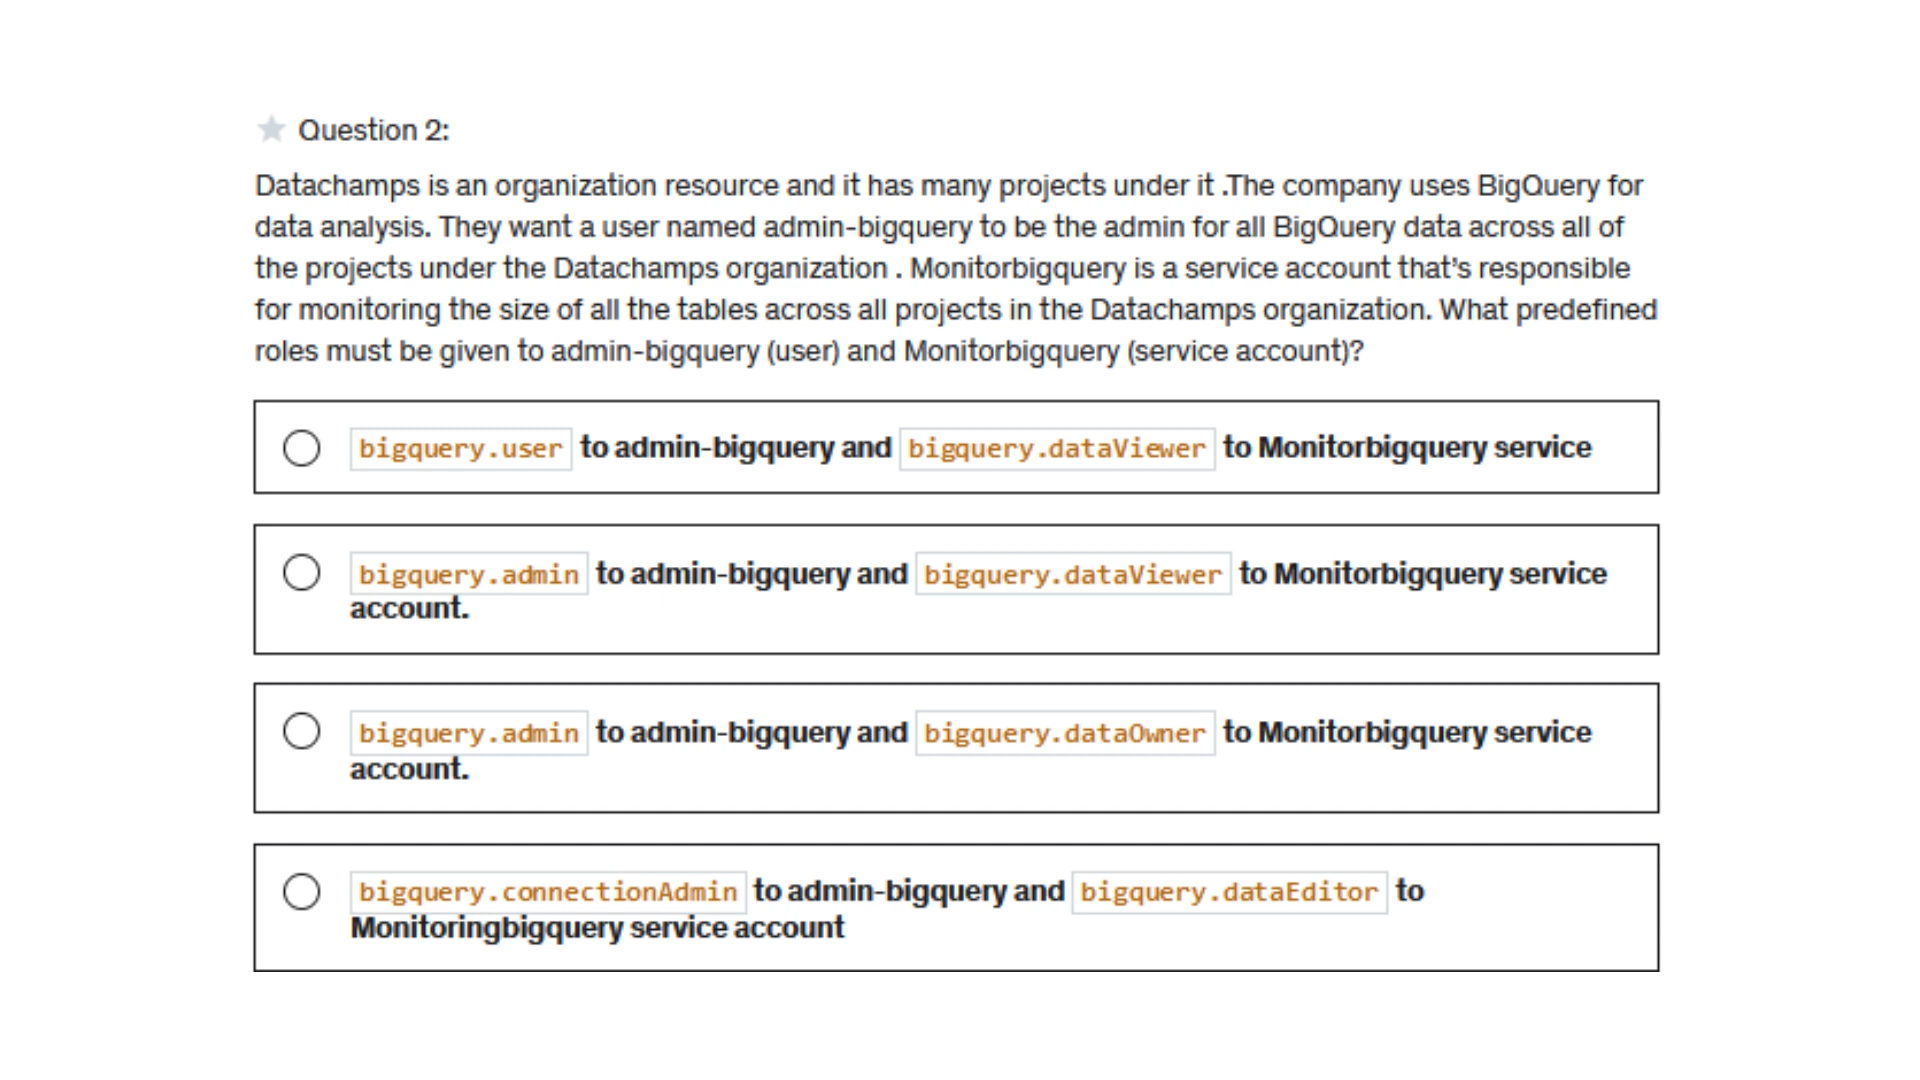 Question 2:
Datachamps is an organization resource and it has many projects under it .The company uses BigQuery for
data analysis. They want a user named admin-bigquery to be the admin for all BigQuery data across all of
the projects under the Datachamps organization . Monitorbigquery is a service account that's responsible
for monitoring the size of all the tables across all projects in the Datachamps organization. What predefined
roles must be given to admin-bigquery (user) and Monitorbigquery (service account)?
bigquery.user to admin-bigquery and bigquery.dataViewer to Monitorbigquery service
bigquery.admin to admin-bigquery and bigquery.dataViewer to Monitorbigquery service
account.
bigquery.admin to admin-bigquery and bigquery.dataOwner to Monitorbigquery service
account.
bigquery.connectionAdmin to admin-bigquery and bigquery.dataEditor to
Monitoringbigquery service account